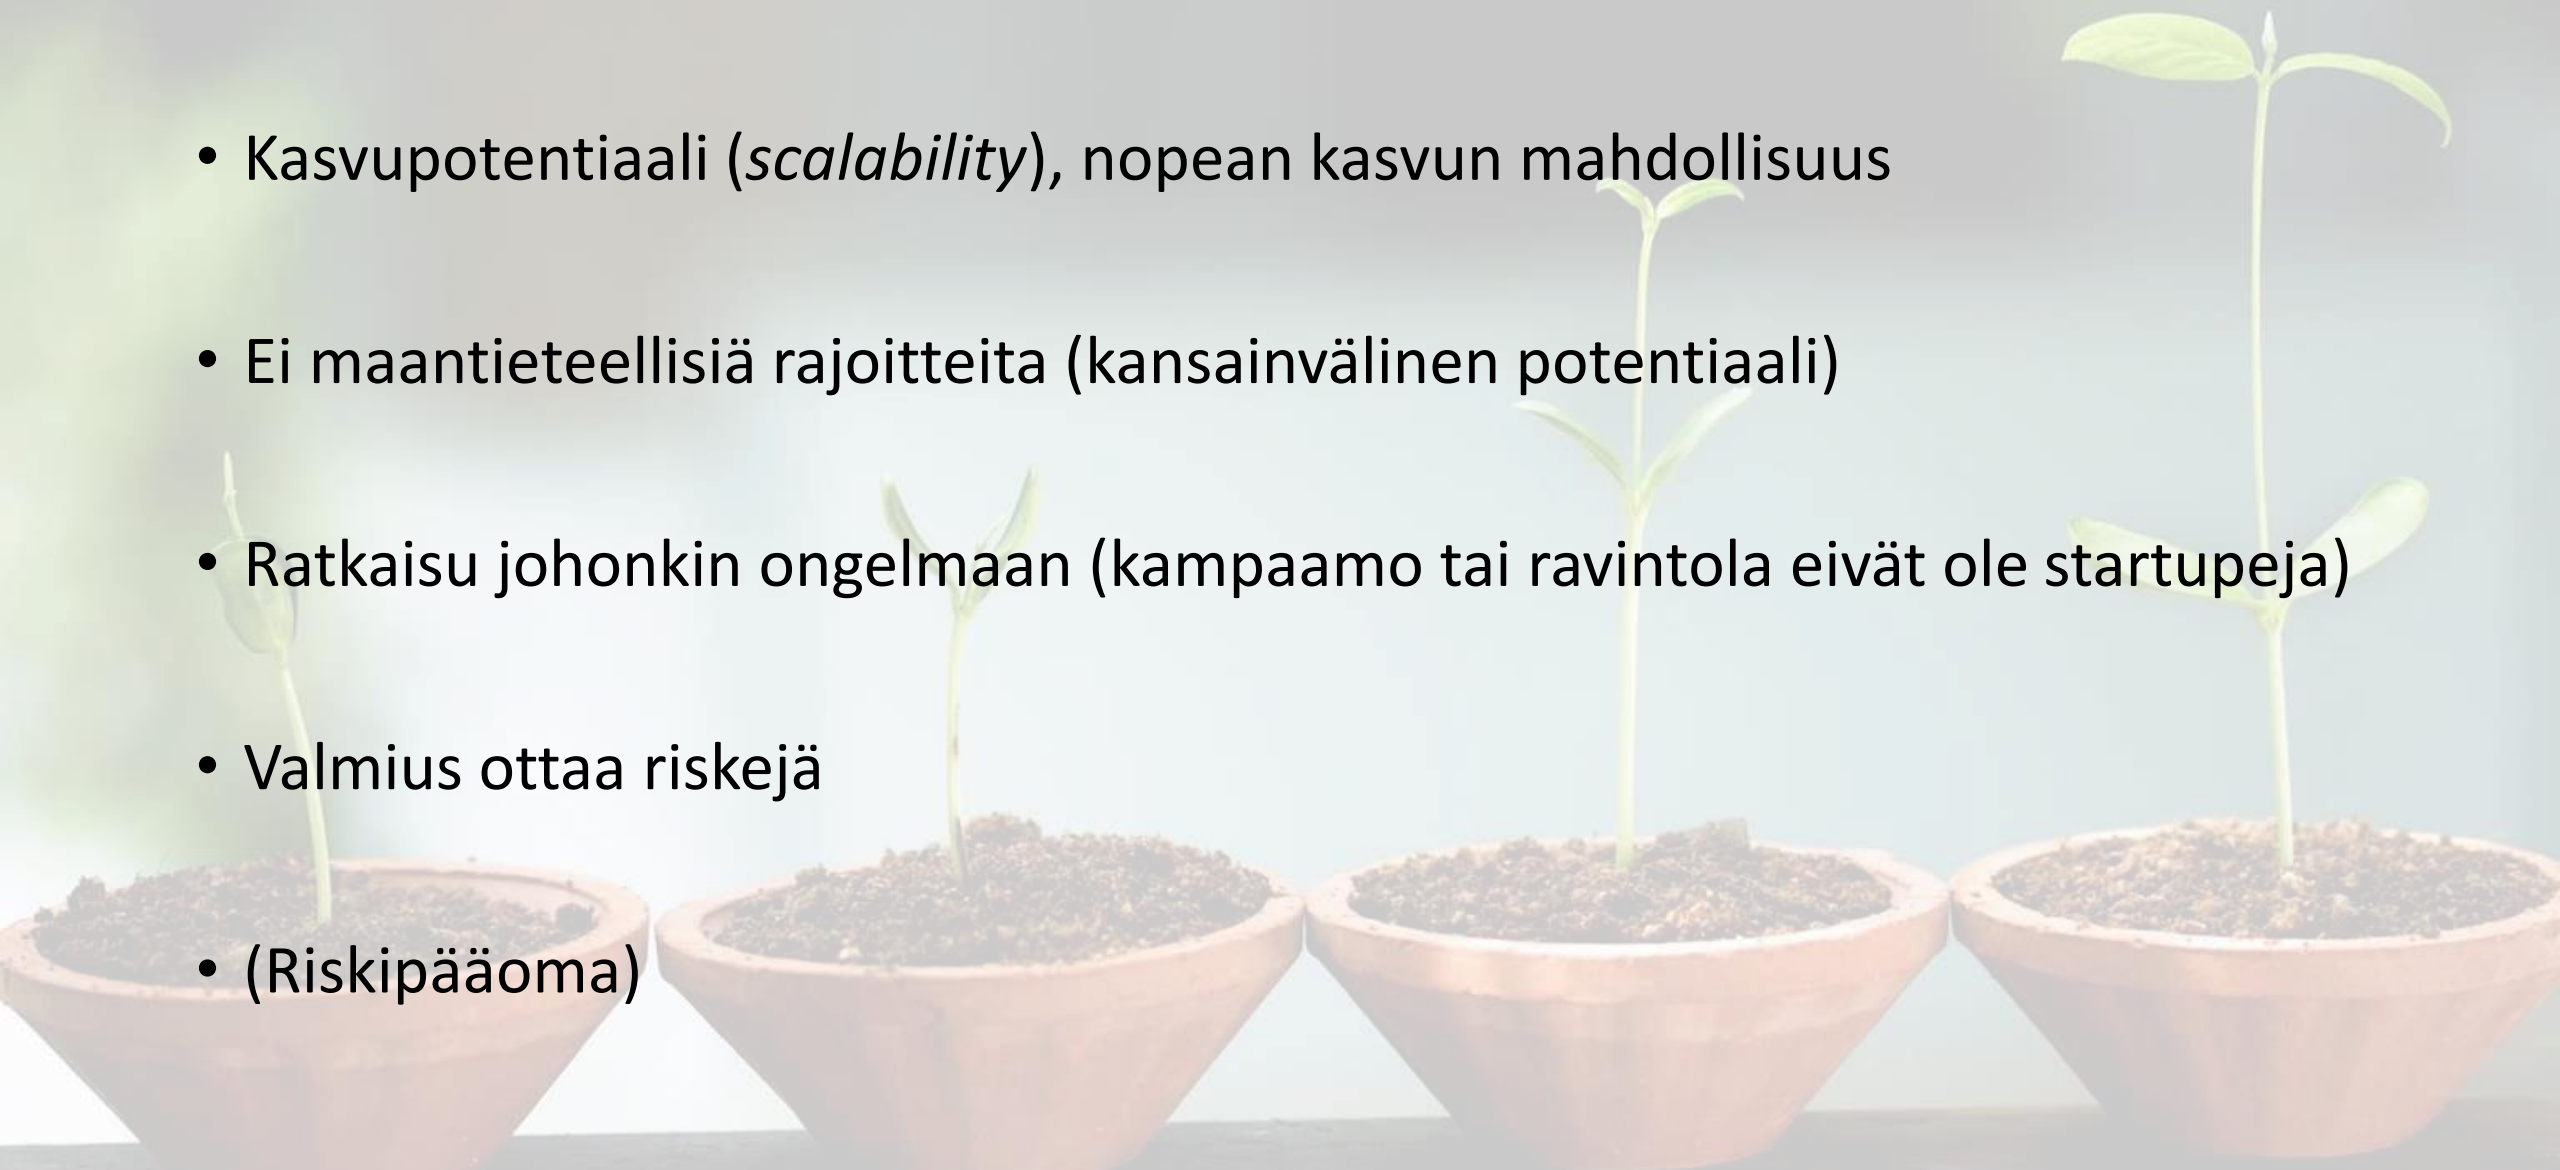 • Kasvupotentiaali (scalability), nopean kasvun mahdollisuus
• Ei maantieteellisiä rajoitteita (kansainvälinen potentiaali)
• Ratkaisu johonkin ongelmaan (kampaamo tai ravintola eivät ole startupeja)
• Valmius ottaa riskejä
• (Riskipääoma)